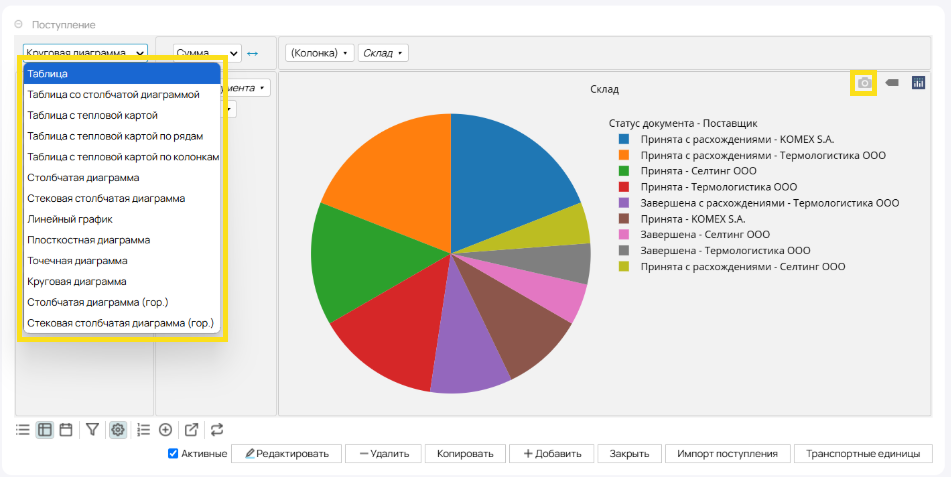 Поступление
Круговая диаграмма
Сумма
(Колонка)
Склад
Таблица
Таблица со столбчатой диаграммой
Таблица с тепловой картой
Таблица с тепловой картой по рядам
Таблица с тепловой картой по колонкам
Столбчатая диаграмма
Стековая столбчатая диаграмма
Линейный график
Плосткостная диаграмма
Точечная диаграмма
Круговая диаграмма
Столбчатая диаграмма (гор.)
Стековая столбчатая диаграмма (гор.)
Склад
Статус документа - Поставщик
Принята с расхождениями - KOMEX S.A.
Принята с расхождениями - Термологистика ООО
Принята - Селтинг ООО
Принята - Термологистика ООО
Завершена с расхождениями - Термологистика ООО
Принята - KOMEX S.A.
Завершена - Селтинг ООО
Завершена - Термологистика ООО
Принята с расхождениями - Селтинг ООО
Активные
Редактировать
Удалить
Копировать
Добавить
Закрыть
Импорт поступления
Транспортные единицы